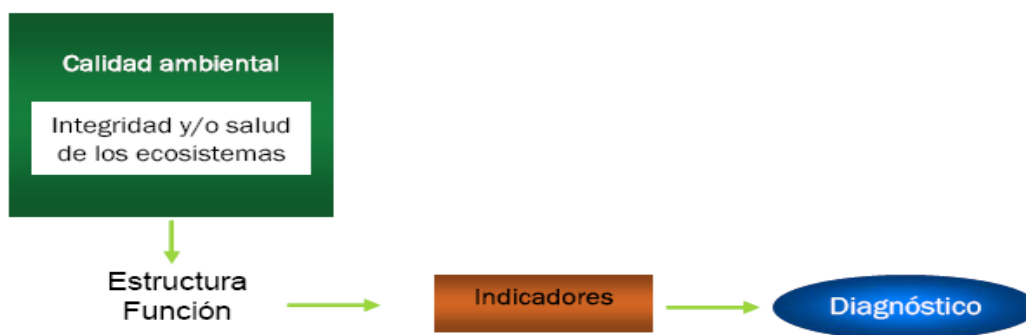 Calidad ambiental
Integridad y/o salud
de los ecosistemas
Estructura
Función
Indicadores
Diagnóstico